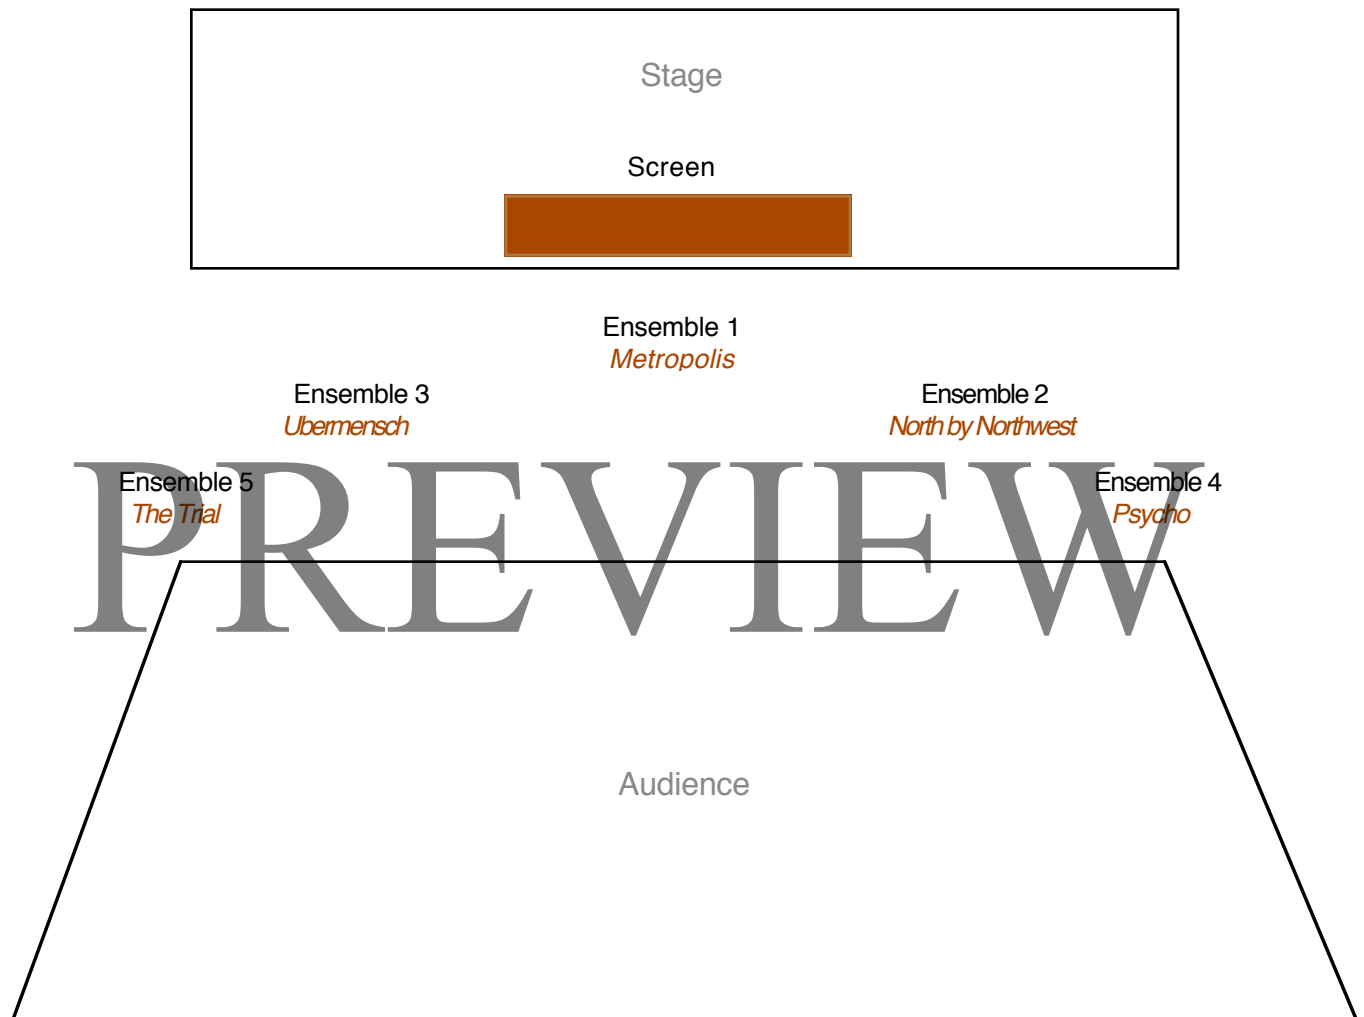 Stage
Screen
Ensemble 1
Metropolis
Ensemble 3
Ubermensch
Ensemble 2
North by Northwest
PREVIEW
Ensemble 5
The Trial
Ensemble 4
Psycho
Audience